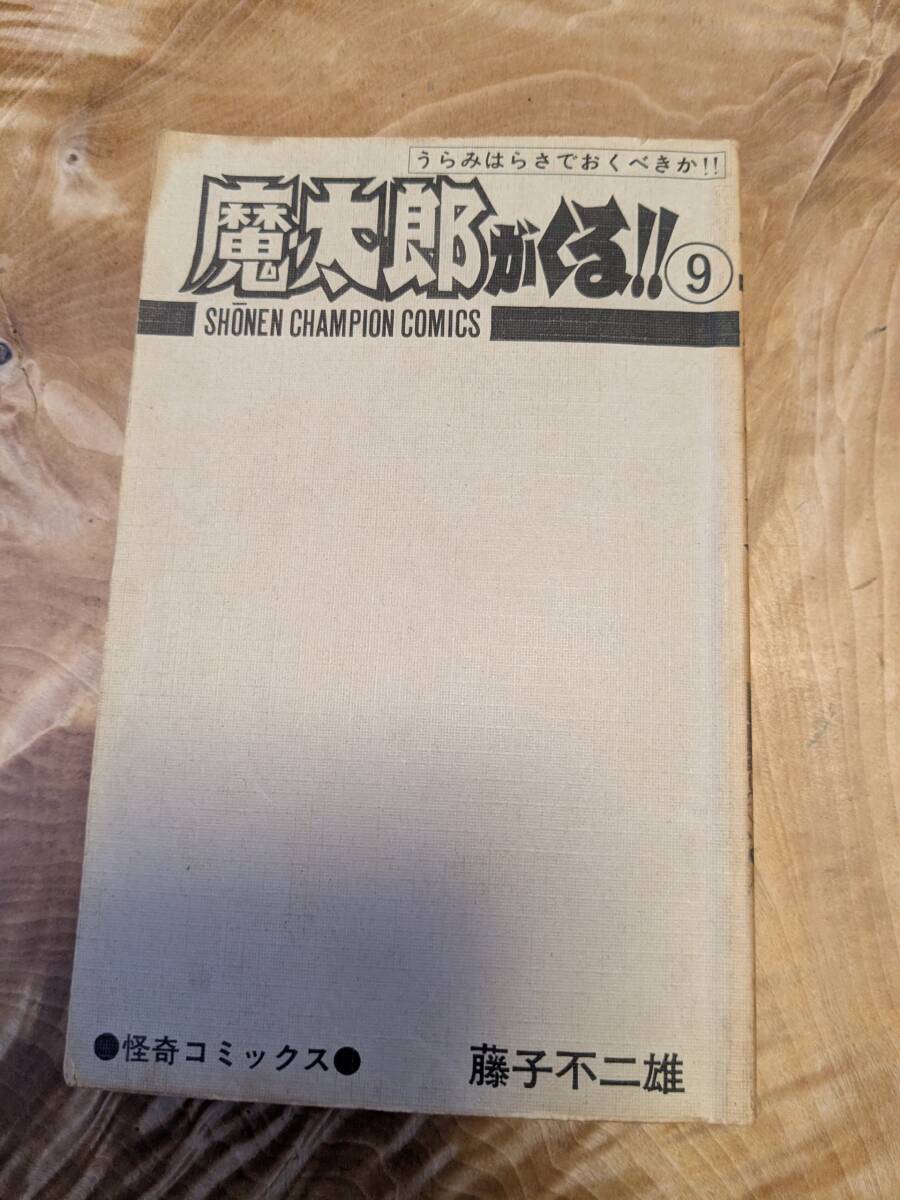 うらみはらさでおくべきか!!
魔太郎がくる!! 9
SHŌNEN CHAMPION COMICS
●怪奇コミックス●
藤子不二雄